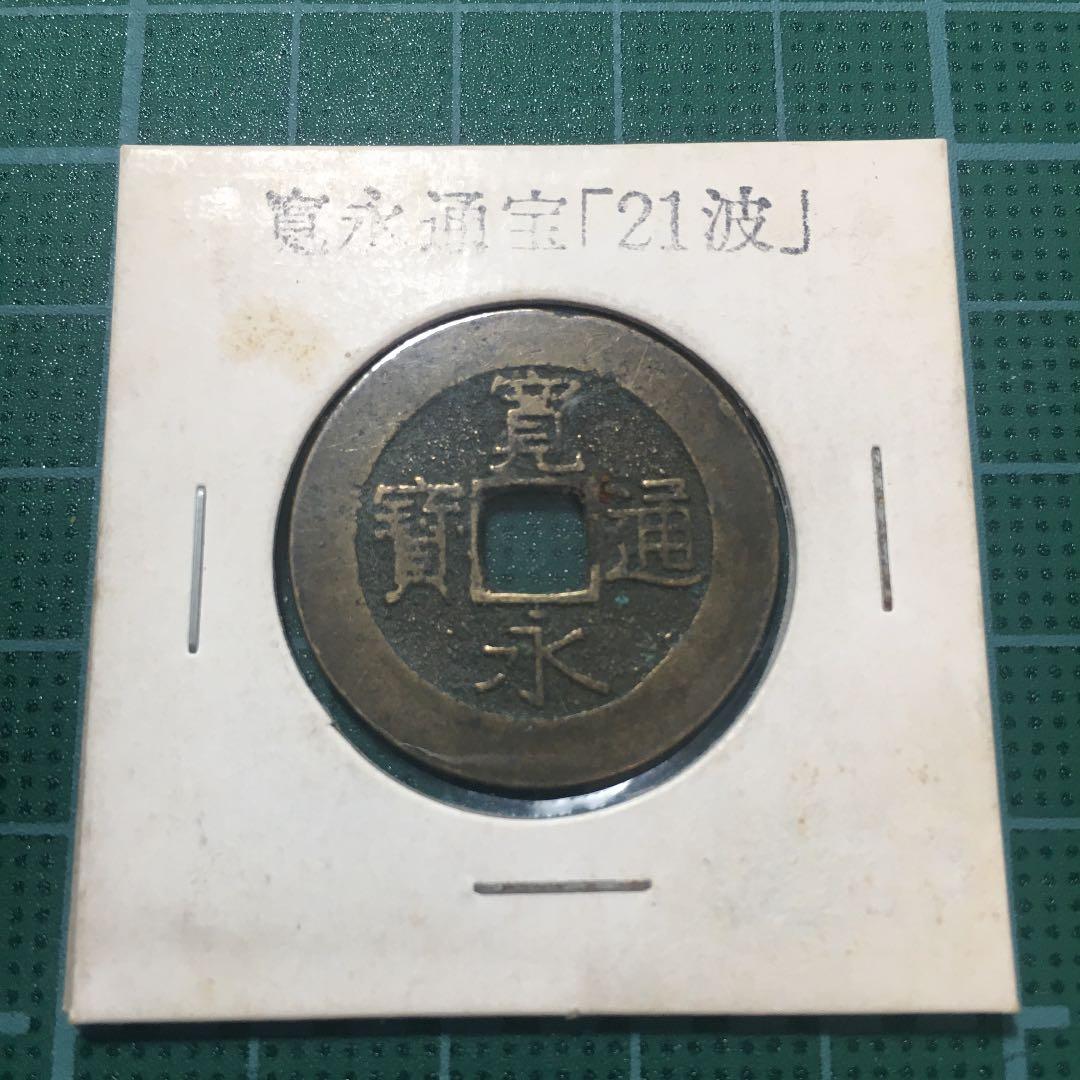 寛永通宝「21波」
寛
寶 通
永